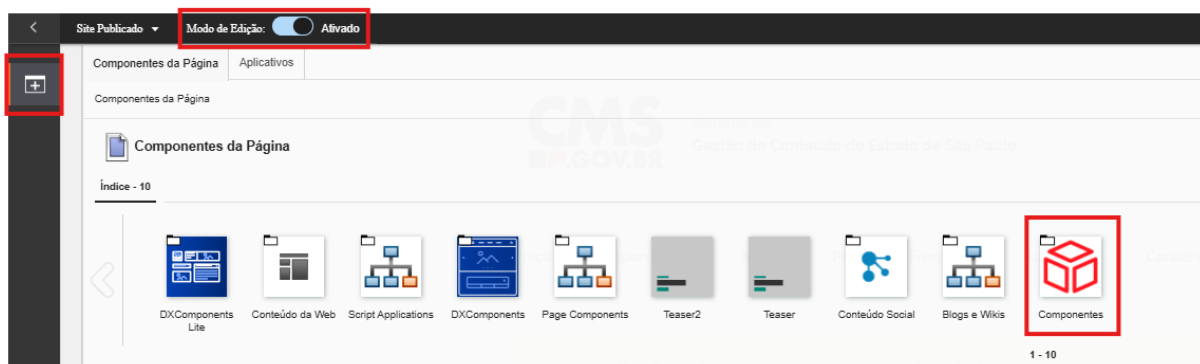 Site Publicado
Modo de Edição: Ativado
Componentes da Página Aplicativos
Componentes da Página
CMS
SP.GOV.BR
Gestão de Conteúdo do Estado de São Paulo
Componentes da Página
Índice - 10
DXComponents Lite
Conteúdo da Web
Script Applications
DXComponents
Page Components
Teaser2
Teaser
Conteúdo Social
Blogs e Wikis
Componentes
1 - 10